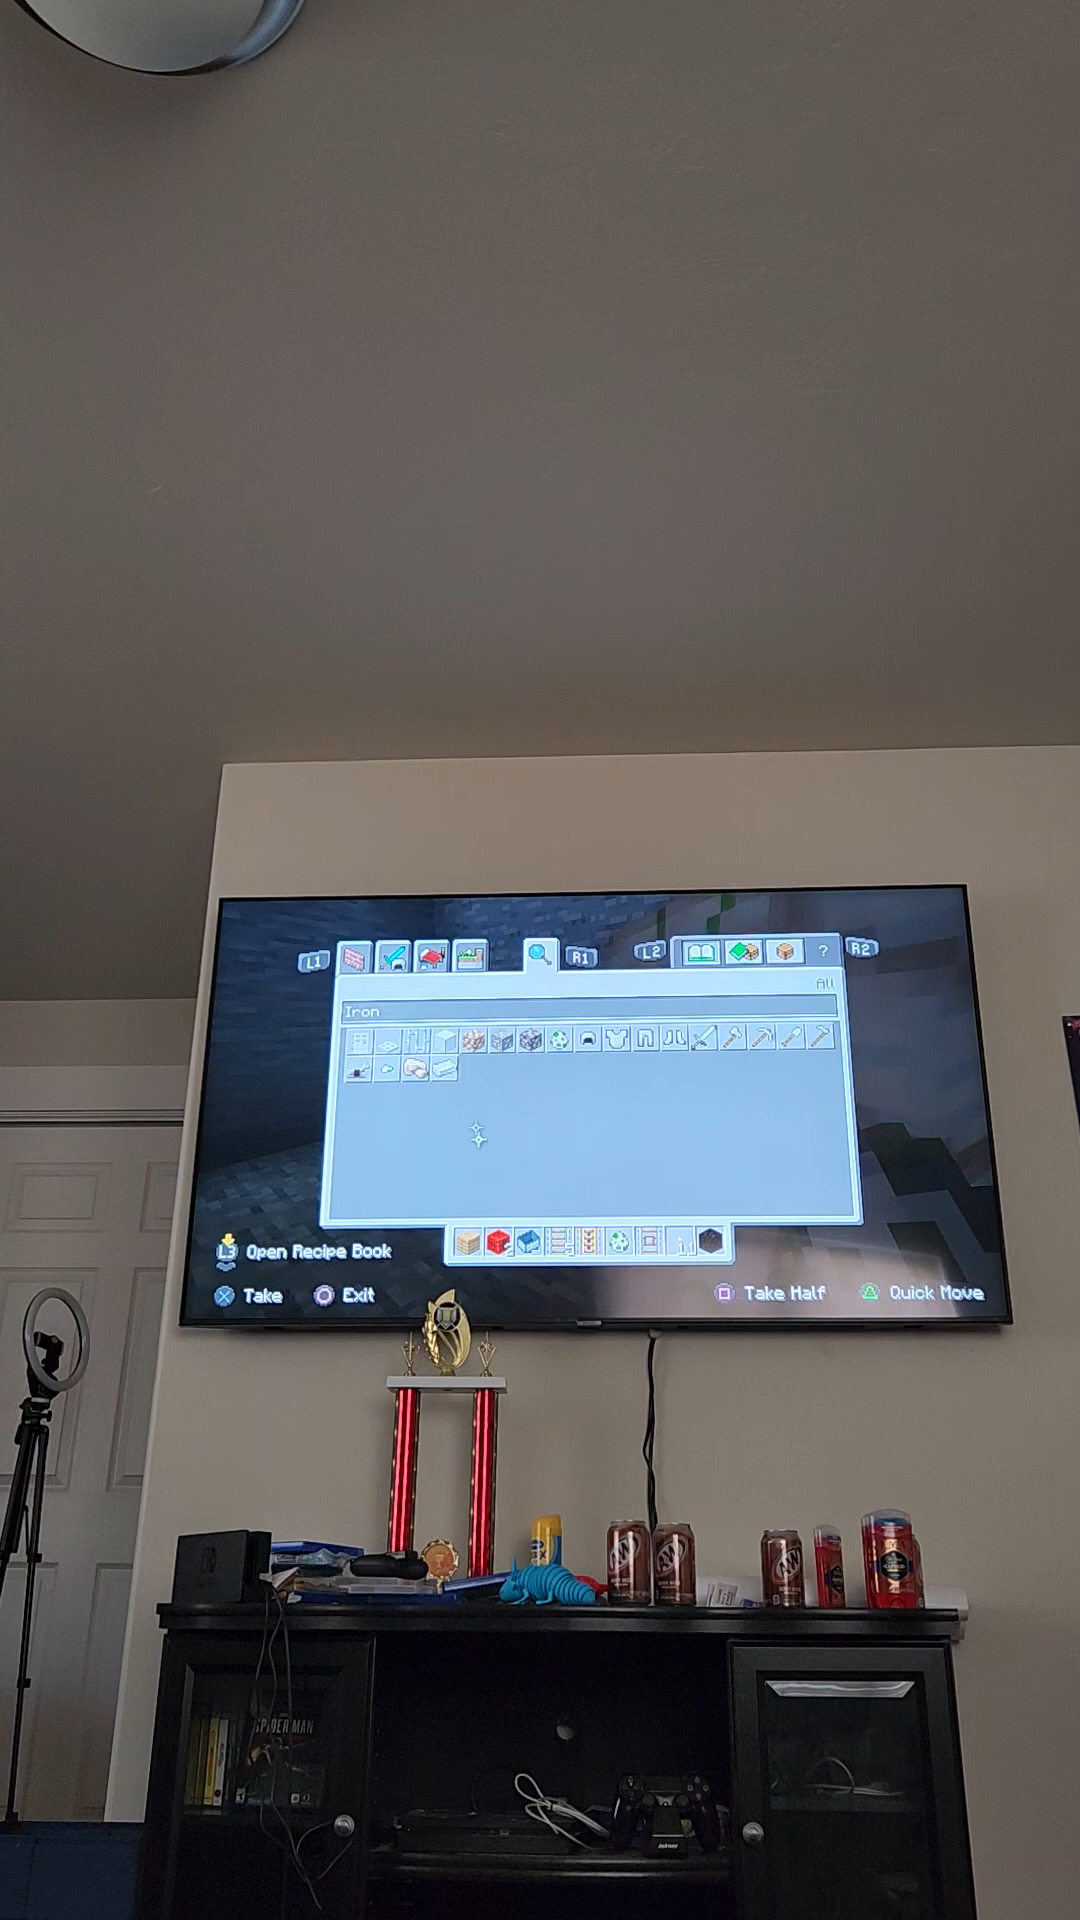 L1
R1
L2
?
R2
All
Iron
L3 Open Recipe Book
Take
Exit
Take Half
Quick Move
A&W
A&W
A&W
SPIDER MAN